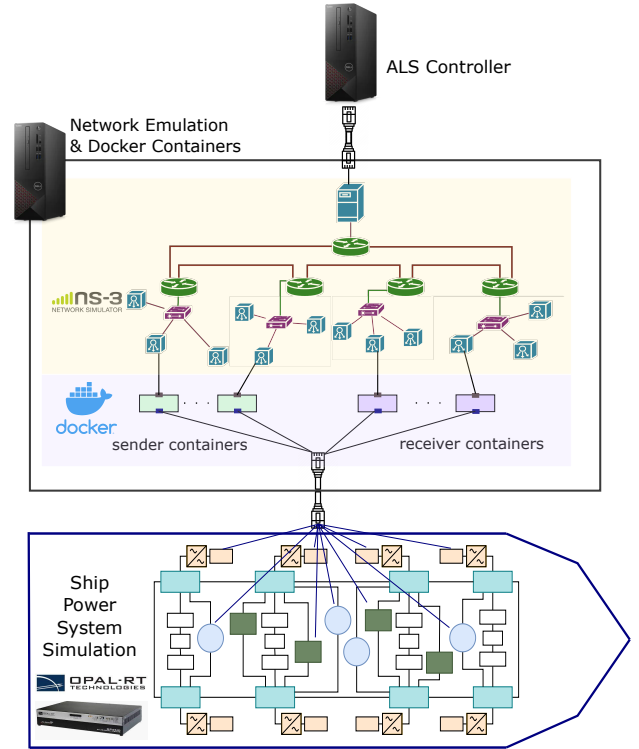 ALS Controller
Network Emulation
& Docker Containers
ns-3
NETWORK SIMULATOR
docker
sender containers
receiver containers
Ship
Power
System
Simulation
OPAL-RT
TECHNOLOGIES